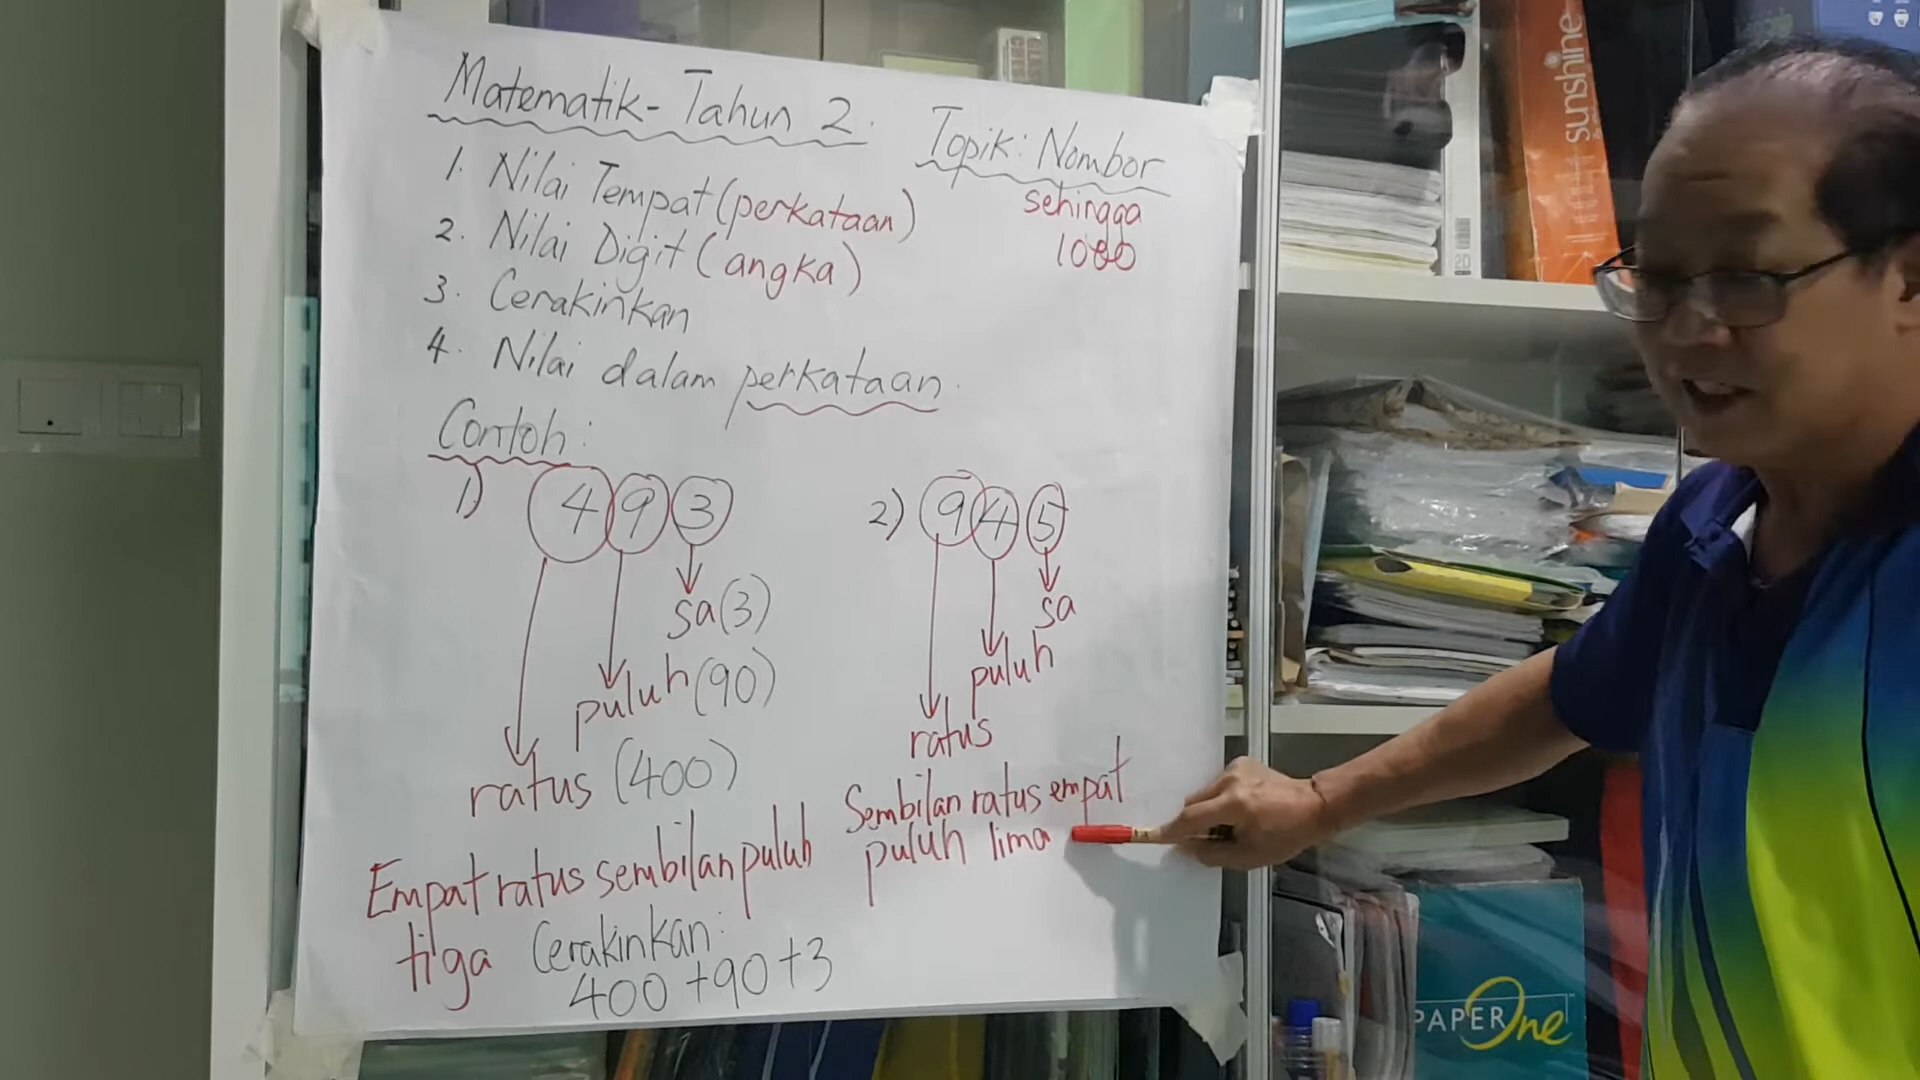 Matematik - Tahun 2.
Topik: Nombor
sehingga
1000
1. Nilai Tempat (perkataan)
2. Nilai Digit (angka)
3. Cerakinkan
4. Nilai dalam perkataan.
Contoh:
1) 4 9 3
sa (3)
puluh (90)
ratus (400)
Empat ratus sembilan puluh
tiga
Cerakinkan:
400 + 90 + 3
2) 9 4 5
sa
puluh
ratus
Sembilan ratus empat
puluh lima
sunshine
PAPER One